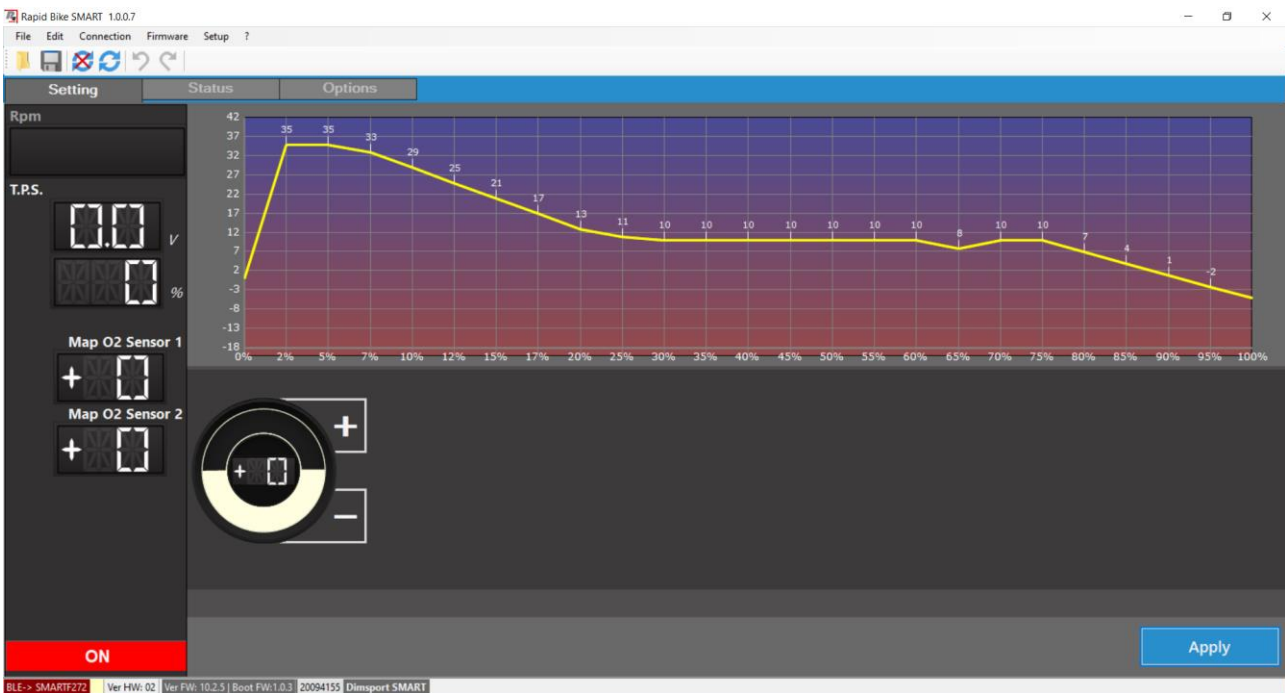 Rapid Bike SMART 1.0.0.7
File Edit Connection Firmware Setup ?
Setting Status Options
Rpm
T.P.S.
0.0 V
0 %
Map O2 Sensor 1
+ 0
Map O2 Sensor 2
+ 0
ON
42
37
32
27
22
17
12
7
2
-3
-8
-13
-18
35 35 33 29 25 21 17 13 11 10 10 10 10 10 10 10 8 10 10 7 4 1 -2
0% 2% 5% 7% 10% 12% 15% 17% 20% 25% 30% 35% 40% 45% 50% 55% 60% 65% 70% 75% 80% 85% 90% 95% 100%
+
+ 0
−
Apply
BLE-> SMARTF272 Ver HW: 02 Ver FW: 10.2.5 | Boot FW:1.0.3 20094155 Dimsport SMART